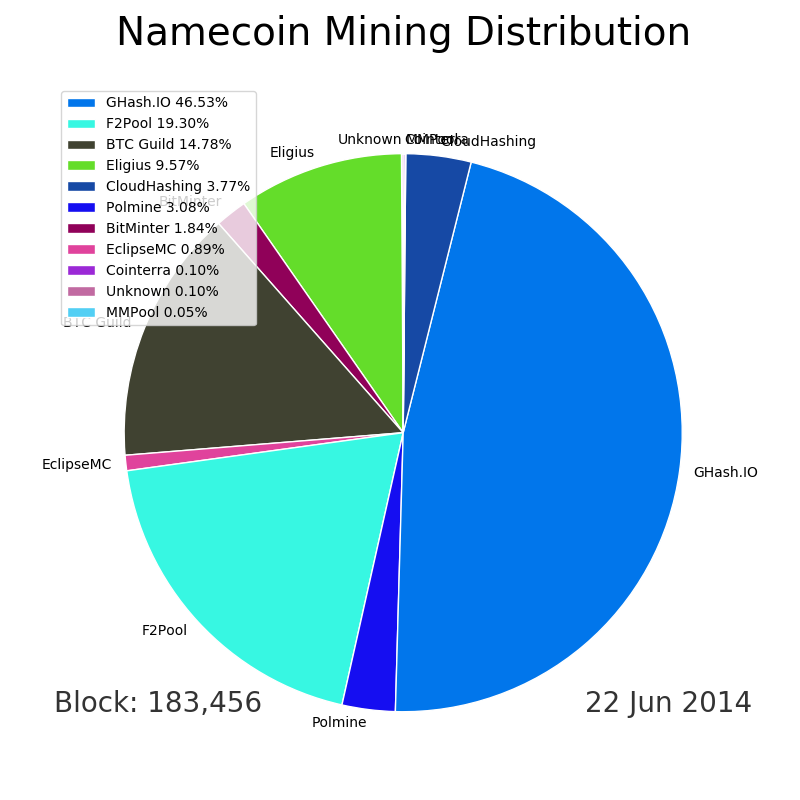 Namecoin Mining Distribution
GHash.IO 46.53%
F2Pool 19.30%
BTC Guild 14.78%
Eligius 9.57%
CloudHashing 3.77%
Polmine 3.08%
BitMinter 1.84%
EclipseMC 0.89%
Cointerra 0.10%
Unknown 0.10%
MMPool 0.05%
Unknown
Cointerra
MMPool
CloudHashing
Eligius
BitMinter
BTC Guild
EclipseMC
GHash.IO
F2Pool
Polmine
Block: 183,456
22 Jun 2014